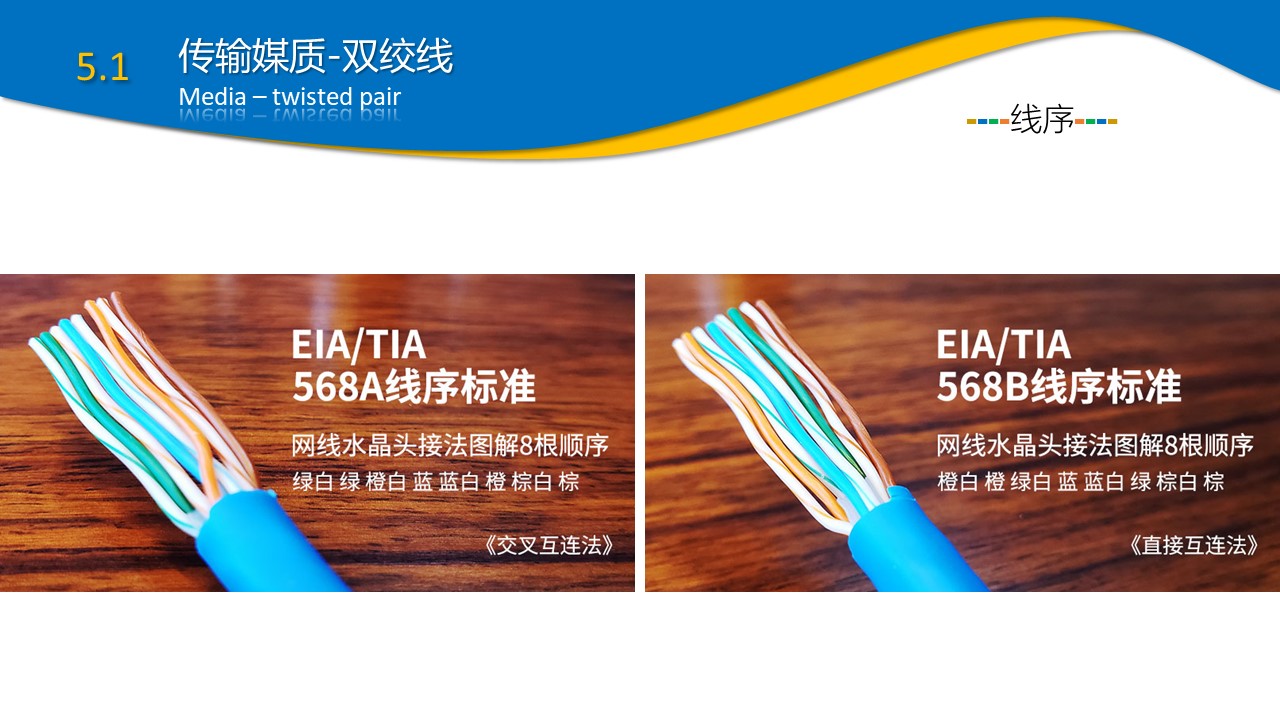 5.1
传输媒质-双绞线
Media – twisted pair
线序
EIA/TIA
568A线序标准
网线水晶头接法图解8根顺序
绿白 绿 橙白 蓝 蓝白 橙 棕白 棕
《交叉互连法》
EIA/TIA
568B线序标准
网线水晶头接法图解8根顺序
橙白 橙 绿白 蓝 蓝白 绿 棕白 棕
《直接互连法》